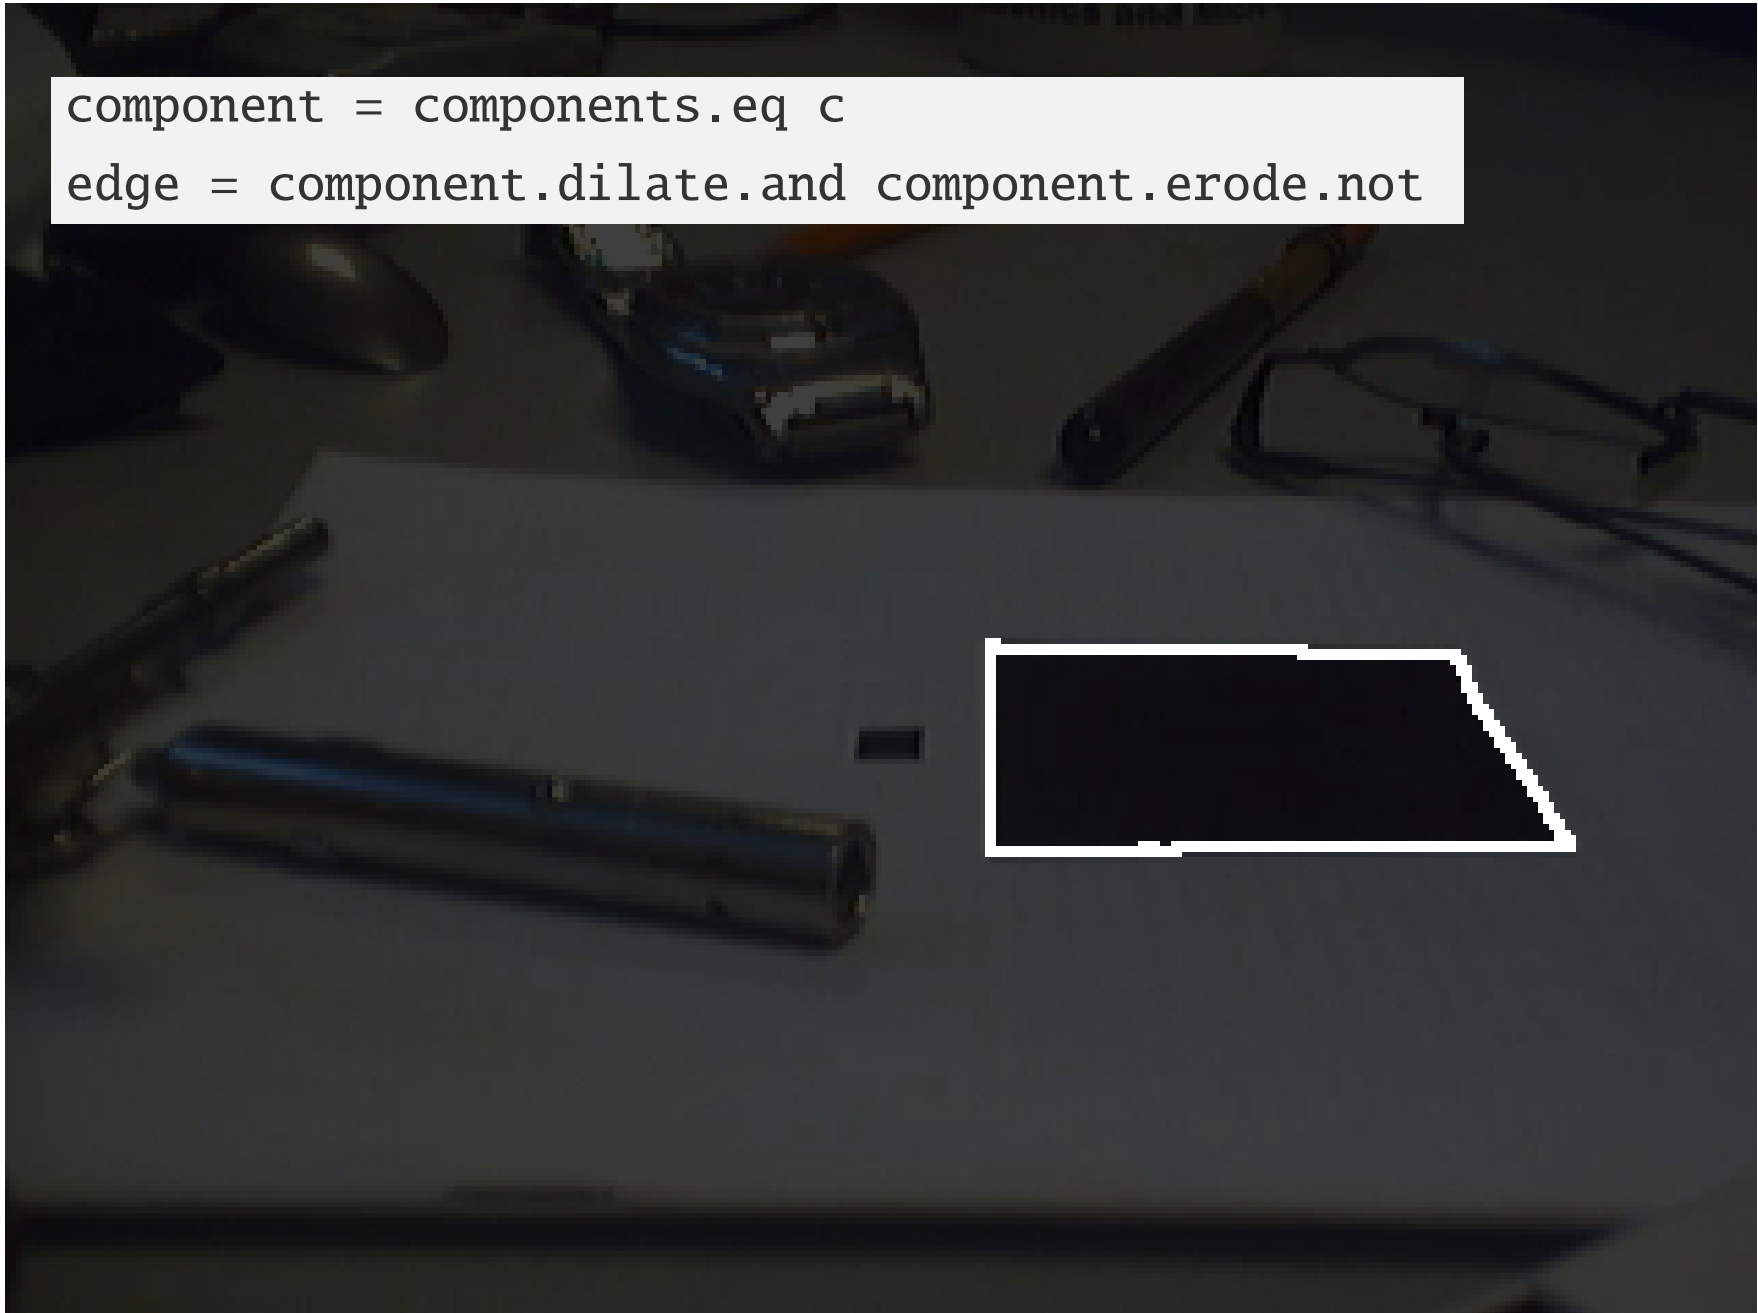 component = components.eq c
edge = component.dilate.and component.erode.not